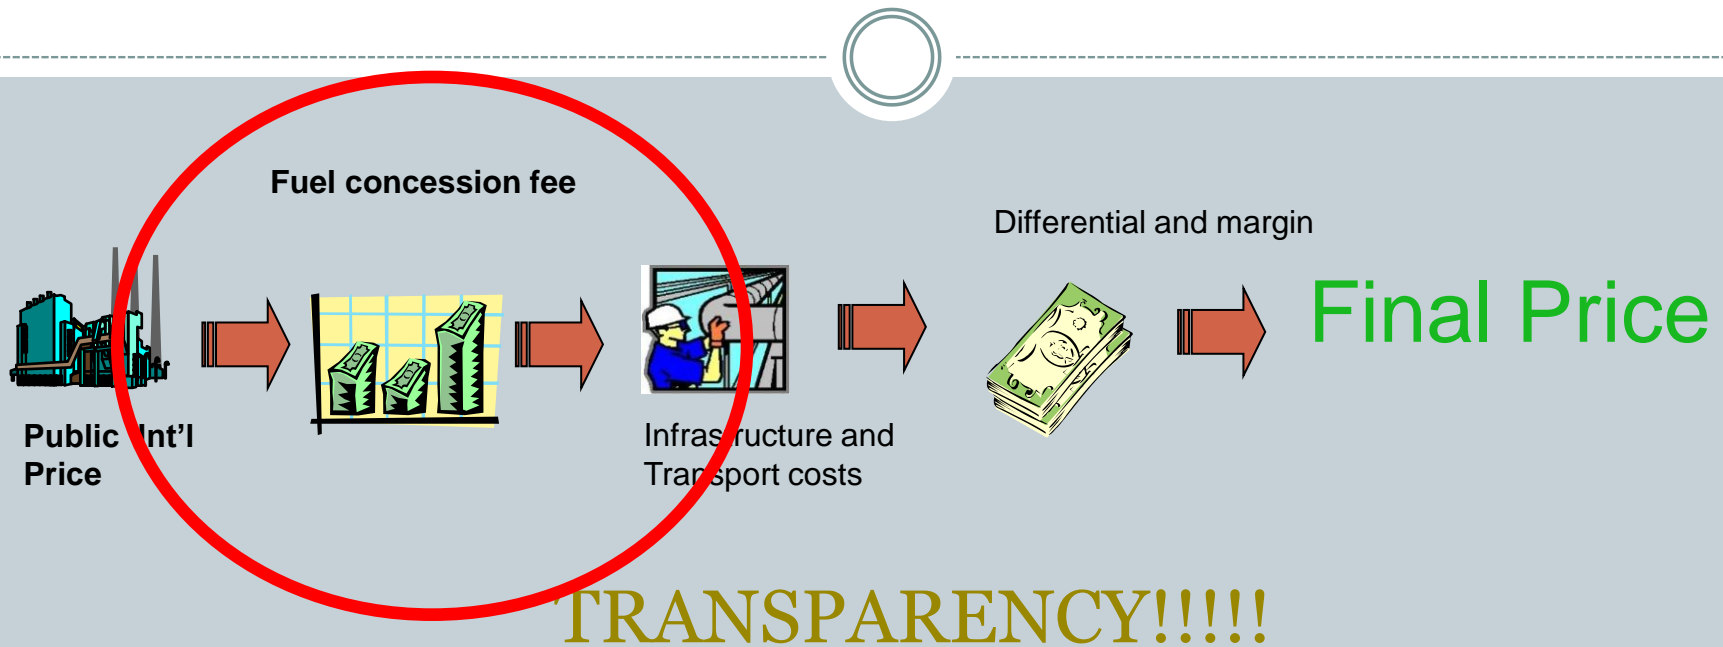 Fuel concession fee
Differential and margin
Final Price
Public Int'l
Price
Infrastructure and
Transport costs
TRANSPARENCY!!!!!